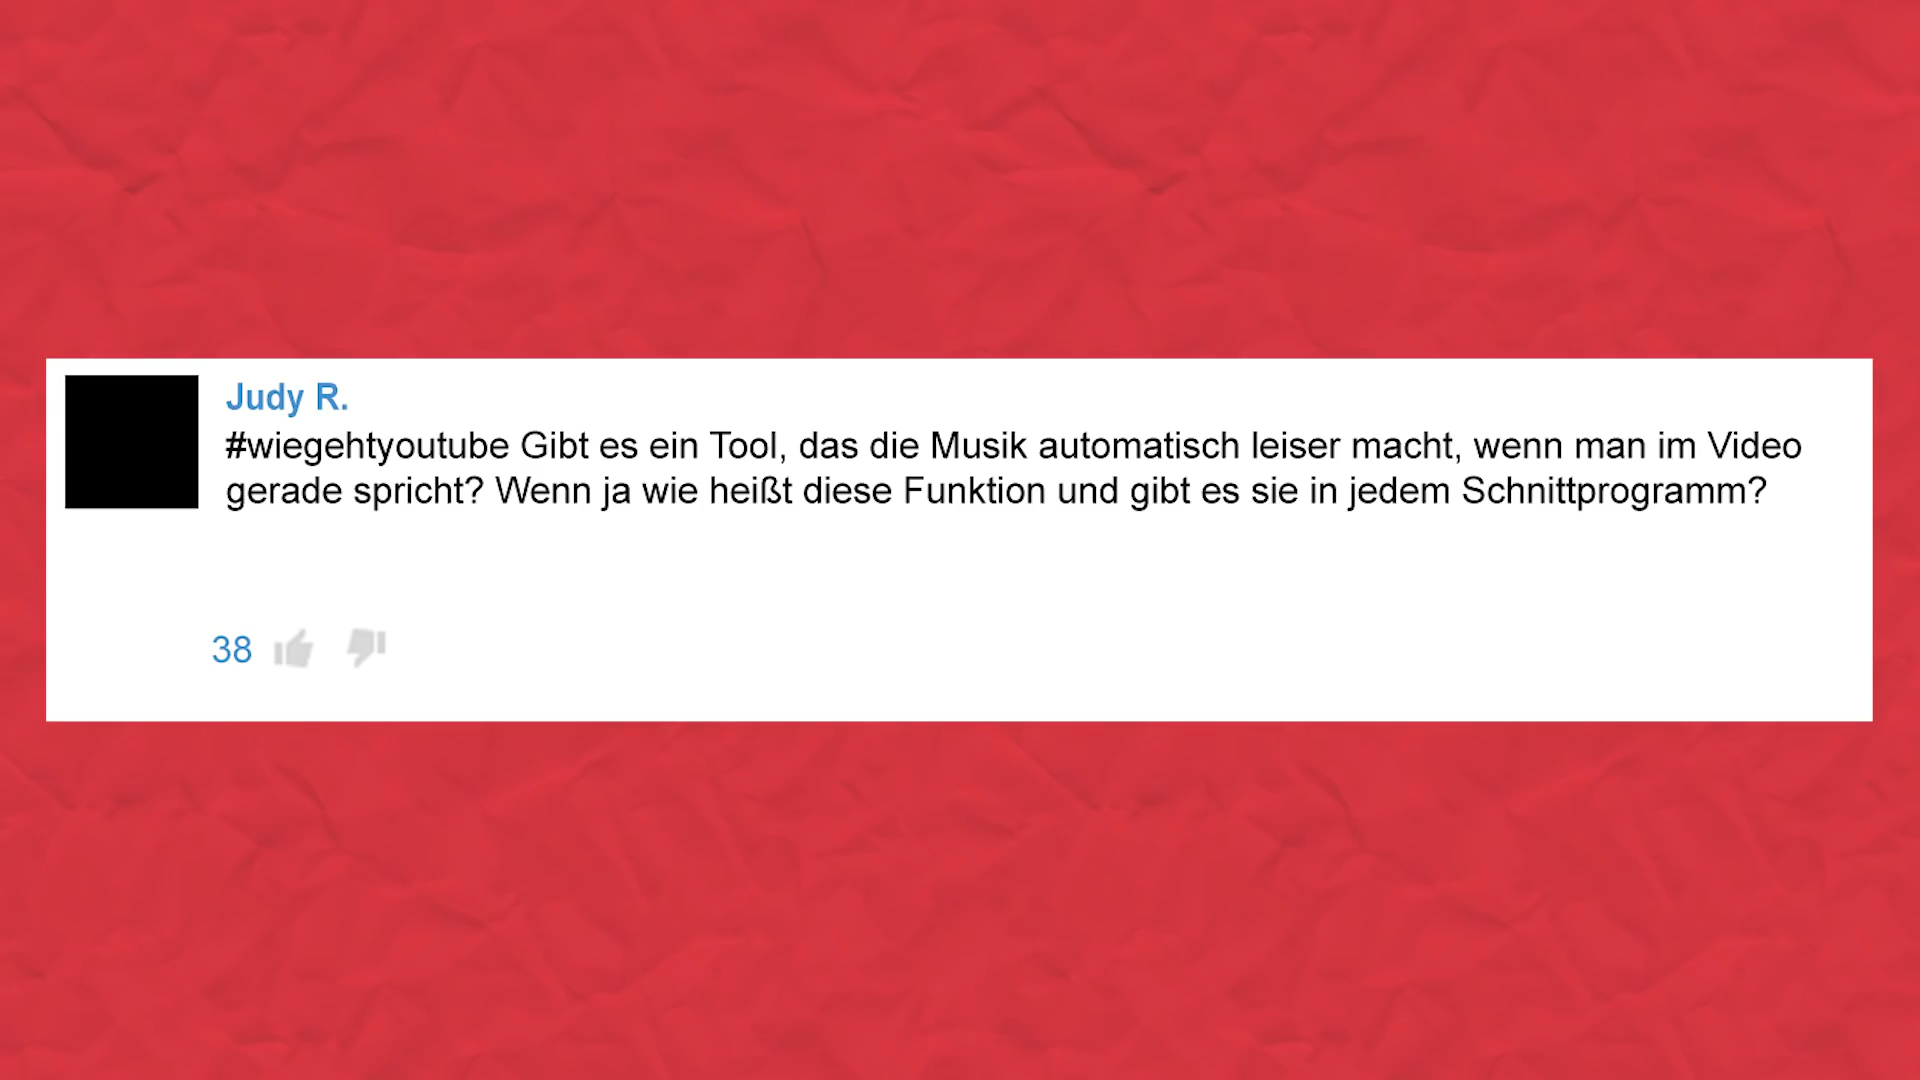 Judy R.
#wiegehtyoutube Gibt es ein Tool, das die Musik automatisch leiser macht, wenn man im Video
gerade spricht? Wenn ja wie heißt diese Funktion und gibt es sie in jedem Schnittprogramm?
38